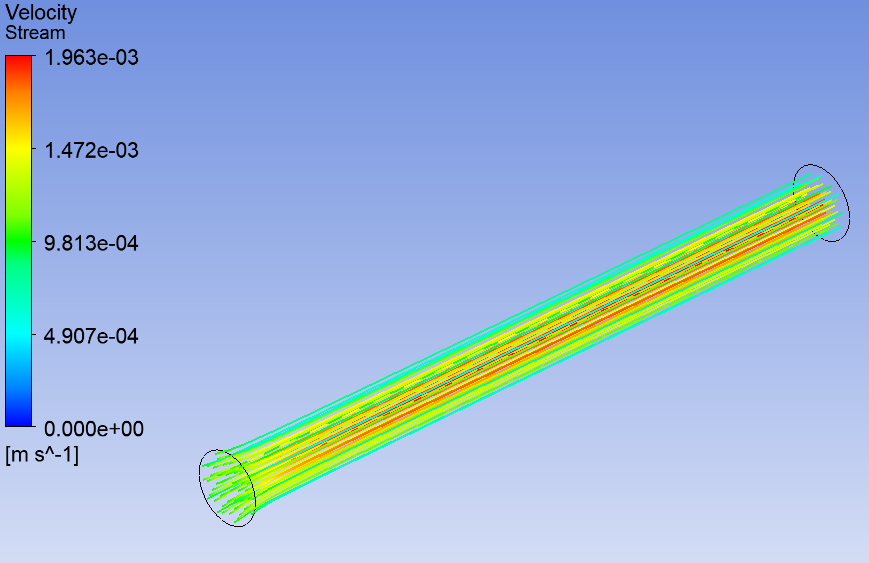 Velocity
Stream
1.963e-03
1.472e-03
9.813e-04
4.907e-04
0.000e+00
[m s^-1]